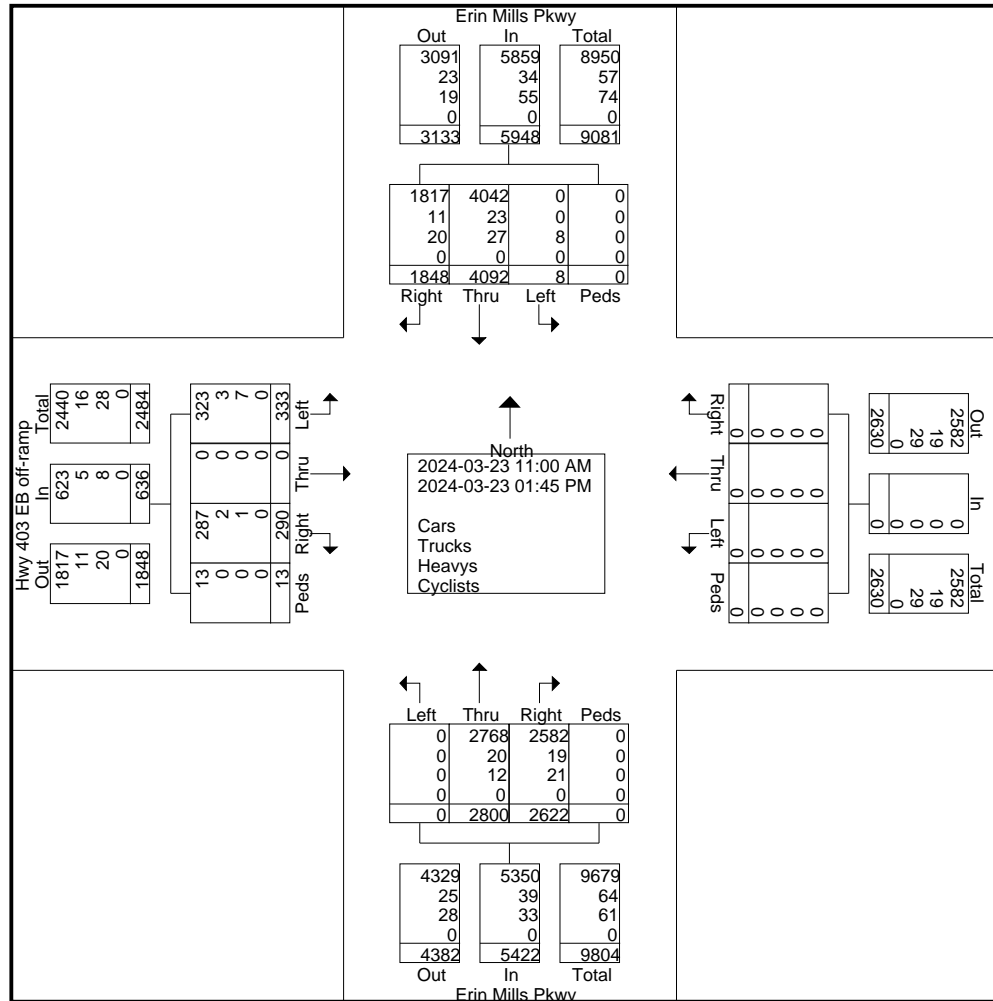 Erin Mills Pkwy
Out In Total
3091 5859 8950
23 34 57
19 55 74
0 0 0
3133 5948 9081
1817 4042 0 0
11 23 0 0
20 27 8 0
0 0 0 0
1848 4092 8 0
Right Thru Left Peds
Hwy 403 EB off-ramp
Total
2440
16
28
0
2484
In
623
5
8
0
636
Out
1817
11
20
0
1848
Left
323
3
7
0
333
Thru
0
0
0
0
0
Right
287
2
1
0
290
Peds
13
0
0
0
13
North
2024-03-23 11:00 AM
2024-03-23 01:45 PM
Cars
Trucks
Heavys
Cyclists
Right
0
0
0
0
0
Thru
0
0
0
0
0
Left
0
0
0
0
0
Peds
0
0
0
0
0
Out
2582
19
29
0
2630
In
0
0
0
0
0
Total
2582
19
29
0
2630
Left Thru Right Peds
0 2768 2582 0
0 20 19 0
0 12 21 0
0 0 0 0
0 2800 2622 0
4329 5350 9679
25 39 64
28 33 61
0 0 0
4382 5422 9804
Out In Total
Erin Mills Pkwy